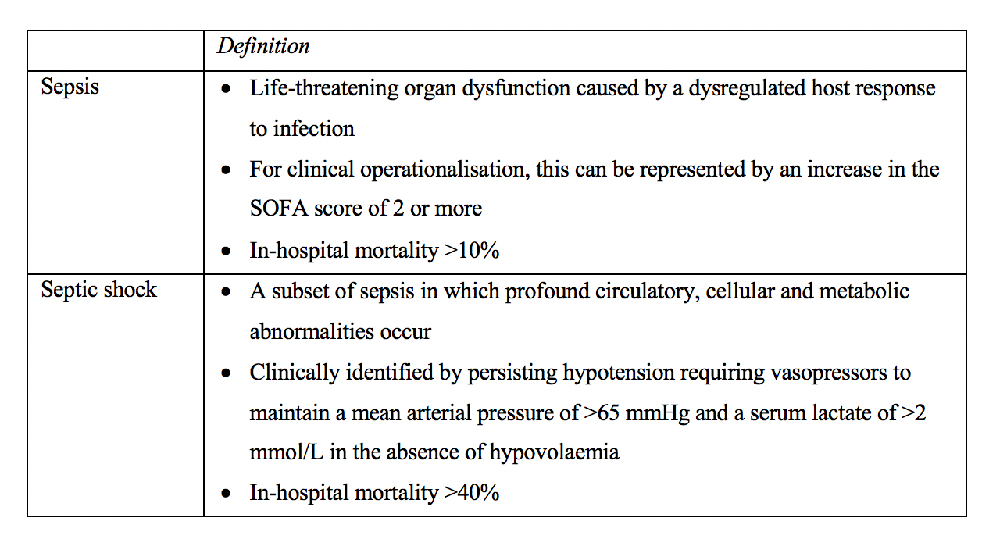 Definition
Sepsis
• Life-threatening organ dysfunction caused by a dysregulated host response
to infection
• For clinical operationalisation, this can be represented by an increase in the
SOFA score of 2 or more
• In-hospital mortality >10%
Septic shock
• A subset of sepsis in which profound circulatory, cellular and metabolic
abnormalities occur
• Clinically identified by persisting hypotension requiring vasopressors to
maintain a mean arterial pressure of >65 mmHg and a serum lactate of >2
mmol/L in the absence of hypovolaemia
• In-hospital mortality >40%